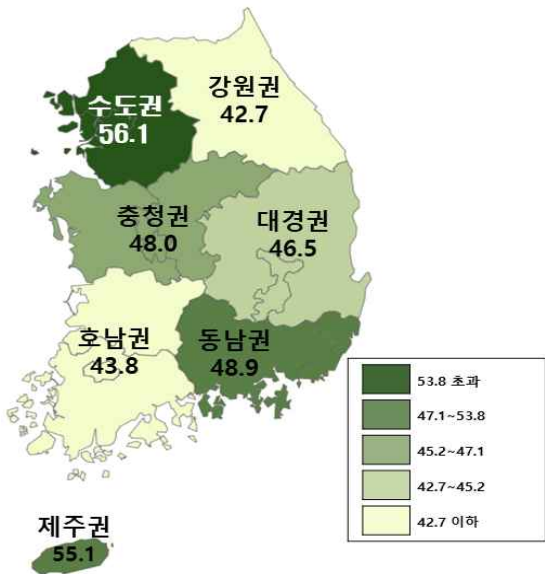 강원권
42.7
수도권
56.1
충청권
48.0
대경권
46.5
호남권
43.8
동남권
48.9
제주권
55.1
53.8 초과
47.1~53.8
45.2~47.1
42.7~45.2
42.7 이하